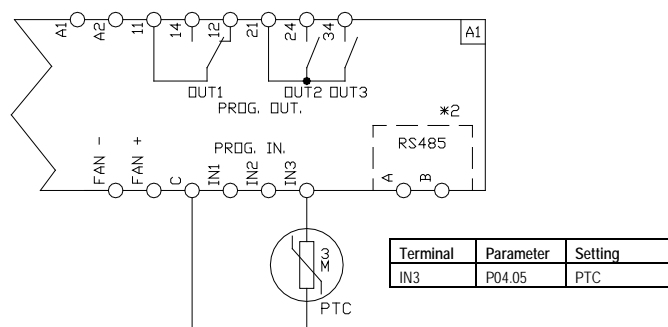 A1 A2 11 14 12 21 24 34
A1
OUT1 OUT2 OUT3
PROG. OUT.
*2
PROG. IN.
RS485
FAN - FAN + C IN1 IN2 IN3 A B
3
M
PTC
Terminal Parameter Setting
IN3 P04.05 PTC